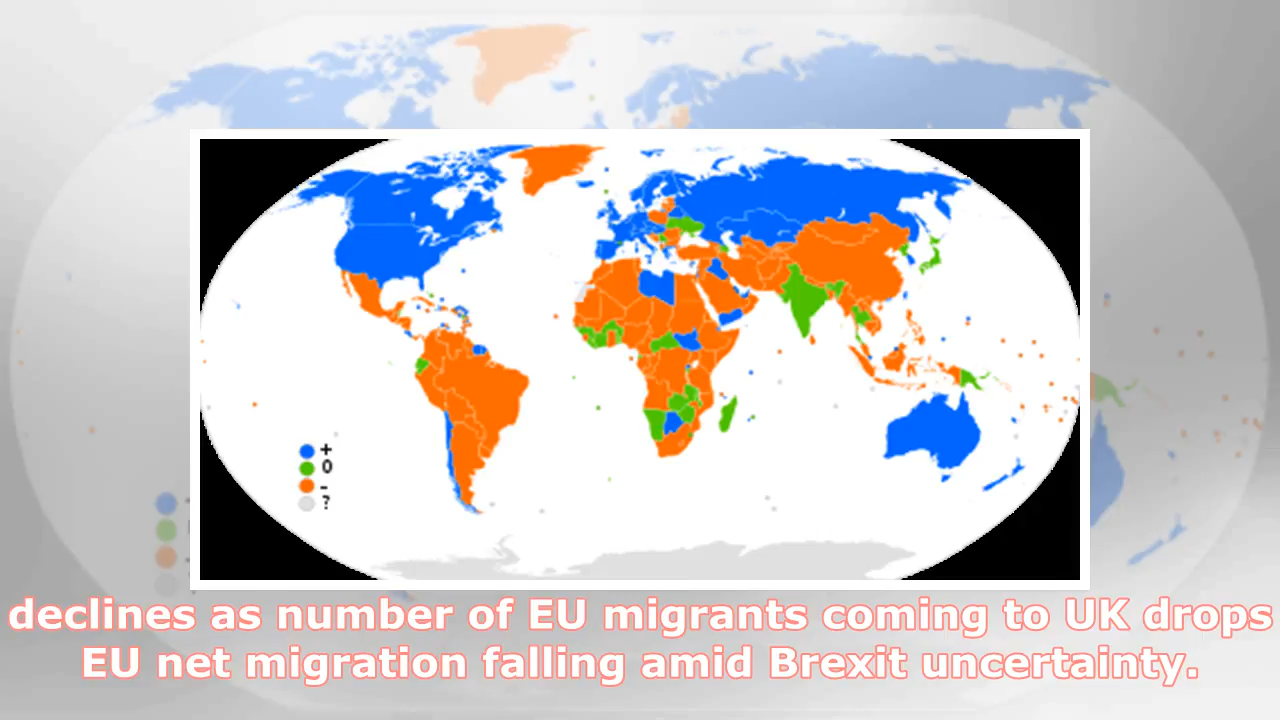 +
0
-
?
declines as number of EU migrants coming to UK drops
EU net migration falling amid Brexit uncertainty.